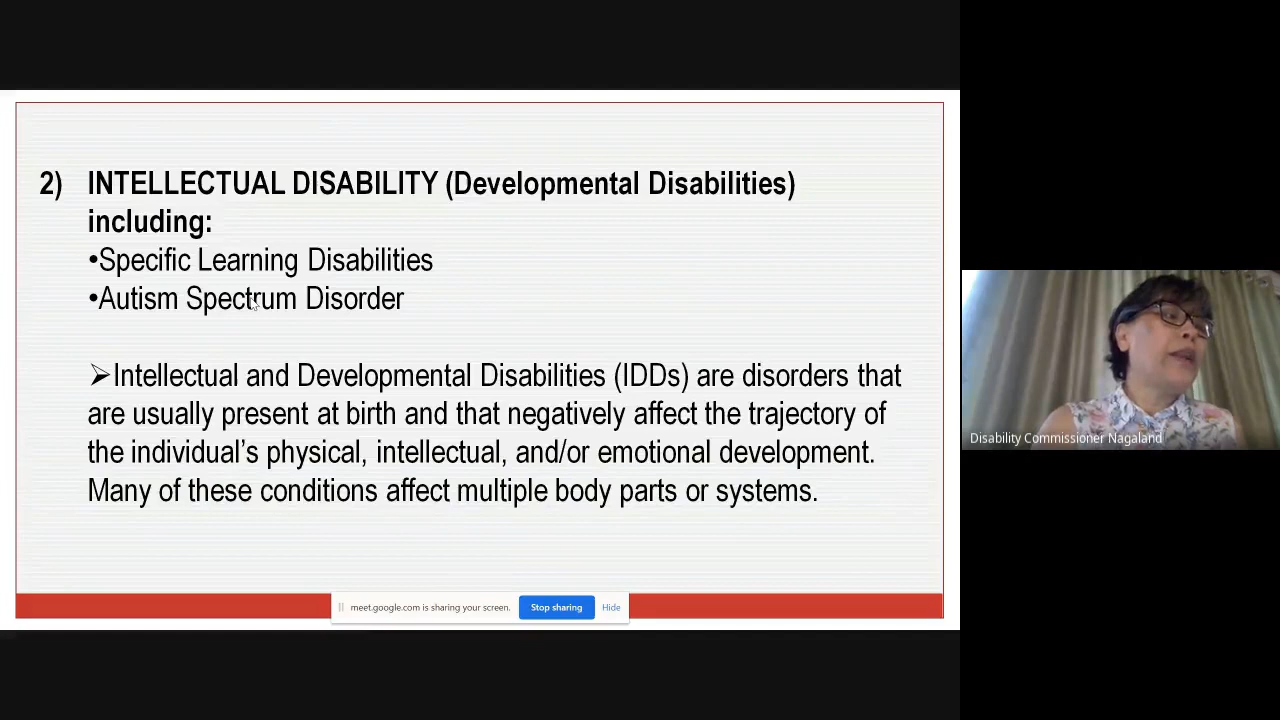 2) INTELLECTUAL DISABILITY (Developmental Disabilities)
including:
•Specific Learning Disabilities
•Autism Spectrum Disorder
➢Intellectual and Developmental Disabilities (IDDs) are disorders that
are usually present at birth and that negatively affect the trajectory of
the individual’s physical, intellectual, and/or emotional development.
Many of these conditions affect multiple body parts or systems.
meet.google.com is sharing your screen. Stop sharing Hide
Disability Commissioner Nagaland